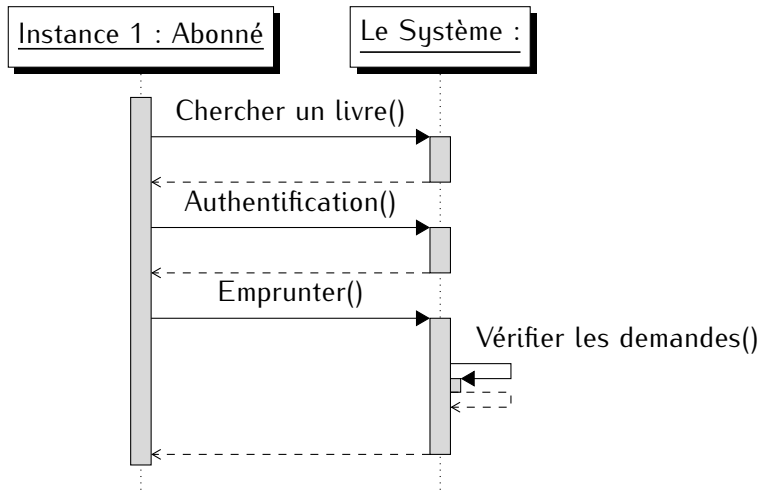 Instance 1 : Abonné
Le Système :
Chercher un livre()
Authentification()
Emprunter()
Vérifier les demandes()